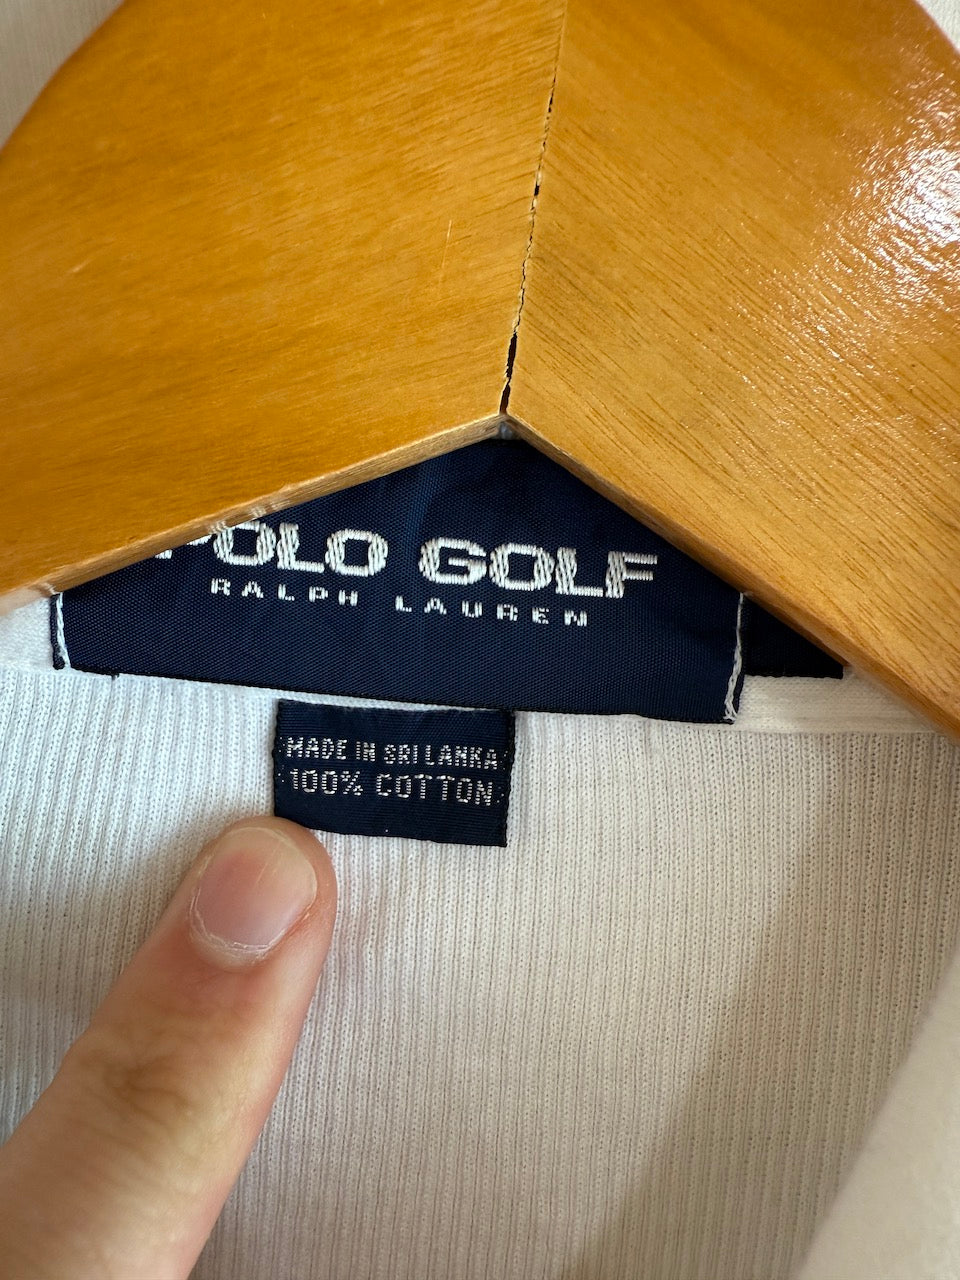 POLO GOLF
RALPH LAUREN
MADE IN SRI LANKA
100% COTTON